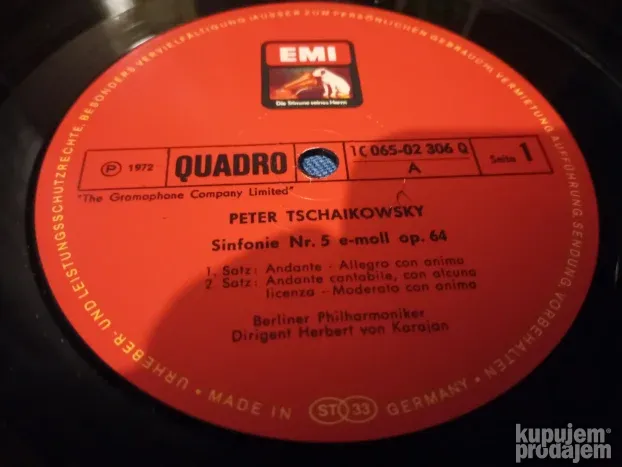 URHEBER- UND LEISTUNGSSCHUTZRECHTE, BESONDERS VERVIELFÄLTIGUNG (AUSSER ZUM PERSÖNLICHEN GEBRAUCH), VERMIETUNG, AUFFÜHRUNG, SENDUNG, VORBEHALTEN
EMI
Die Stimme seines Herrn
℗ 1972
QUADRO
1C 065-02 306 Q
A
Seite 1
"The Gramophone Company Limited"
PETER TSCHAIKOWSKY
Sinfonie Nr. 5 e-moll op. 64
1. Satz: Andante - Allegro con anima
2 Satz: Andante cantabile, con alcuna
licenza - Moderato con anima
Berliner Philharmoniker
Dirigent Herbert von Karajan
• MADE IN ST 33 GERMANY •
kupujem
prodajem